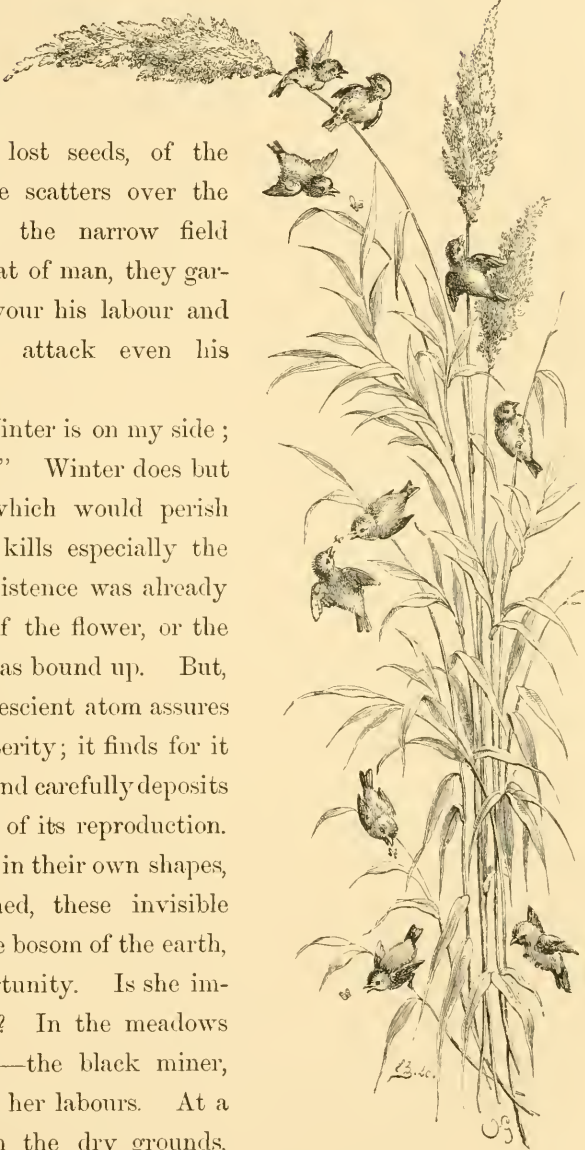 lost seeds, of the
e scatters over the
the narrow field
at of man, they gar-
vour his labour and
attack even his
inter is on my side ;
” Winter does but
which would perish
kills especially the
istence was already
f the flower, or the
as bound up. But,
escient atom assures
erity; it finds for it
nd carefully deposits
of its reproduction.
in their own shapes,
ned, these invisible
e bosom of the earth,
tunity. Is she im-
? In the meadows
—the black miner,
her labours. At a
n the dry grounds,